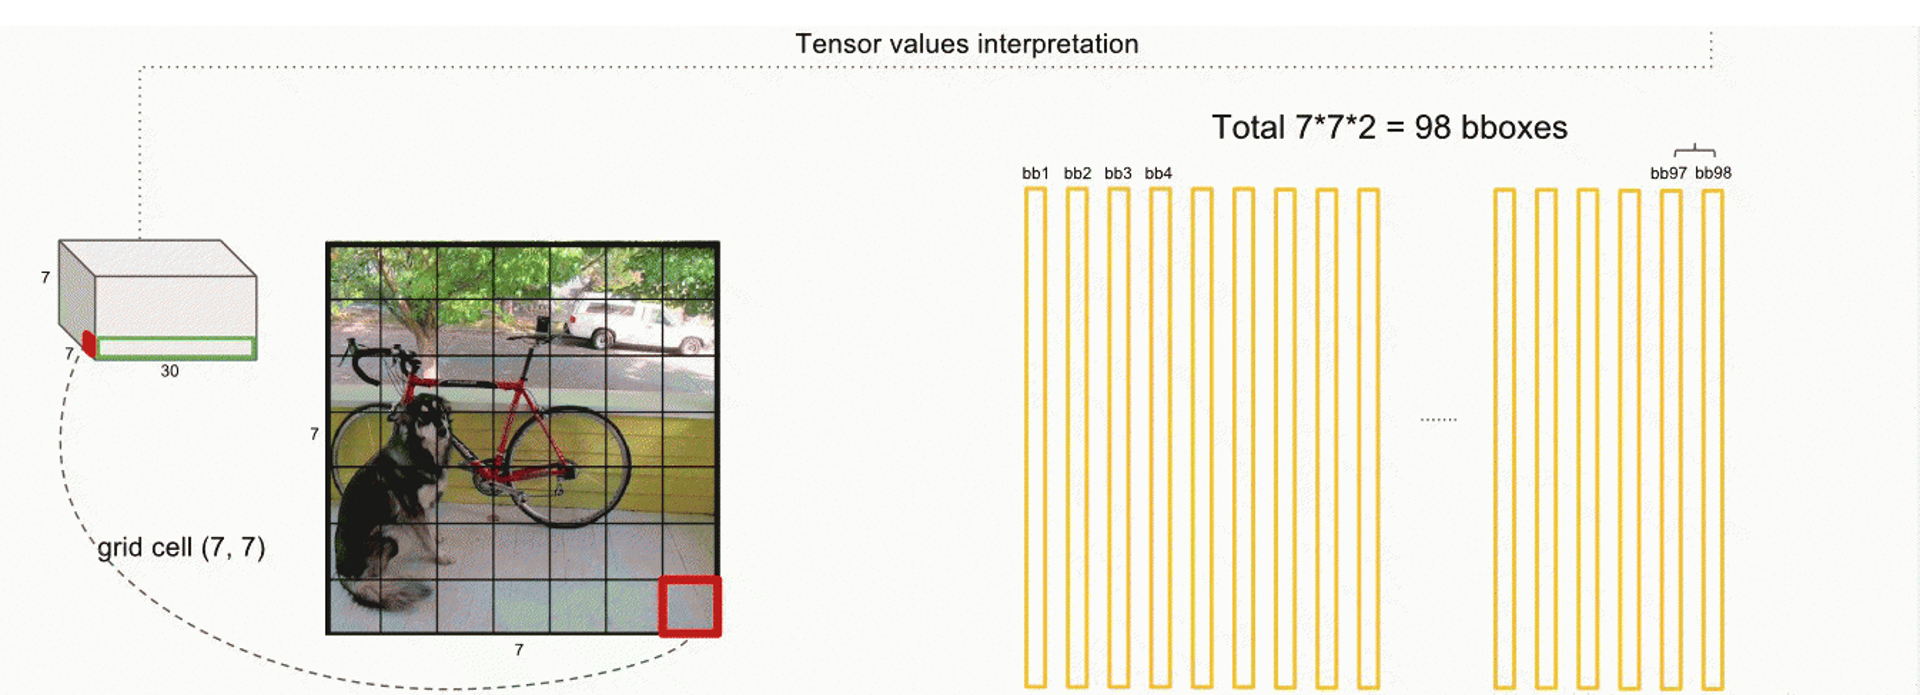 Tensor values interpretation
Total 7*7*2 = 98 bboxes
bb1 bb2 bb3 bb4 bb97 bb98
7
7
30
7
grid cell (7, 7)
7
.......